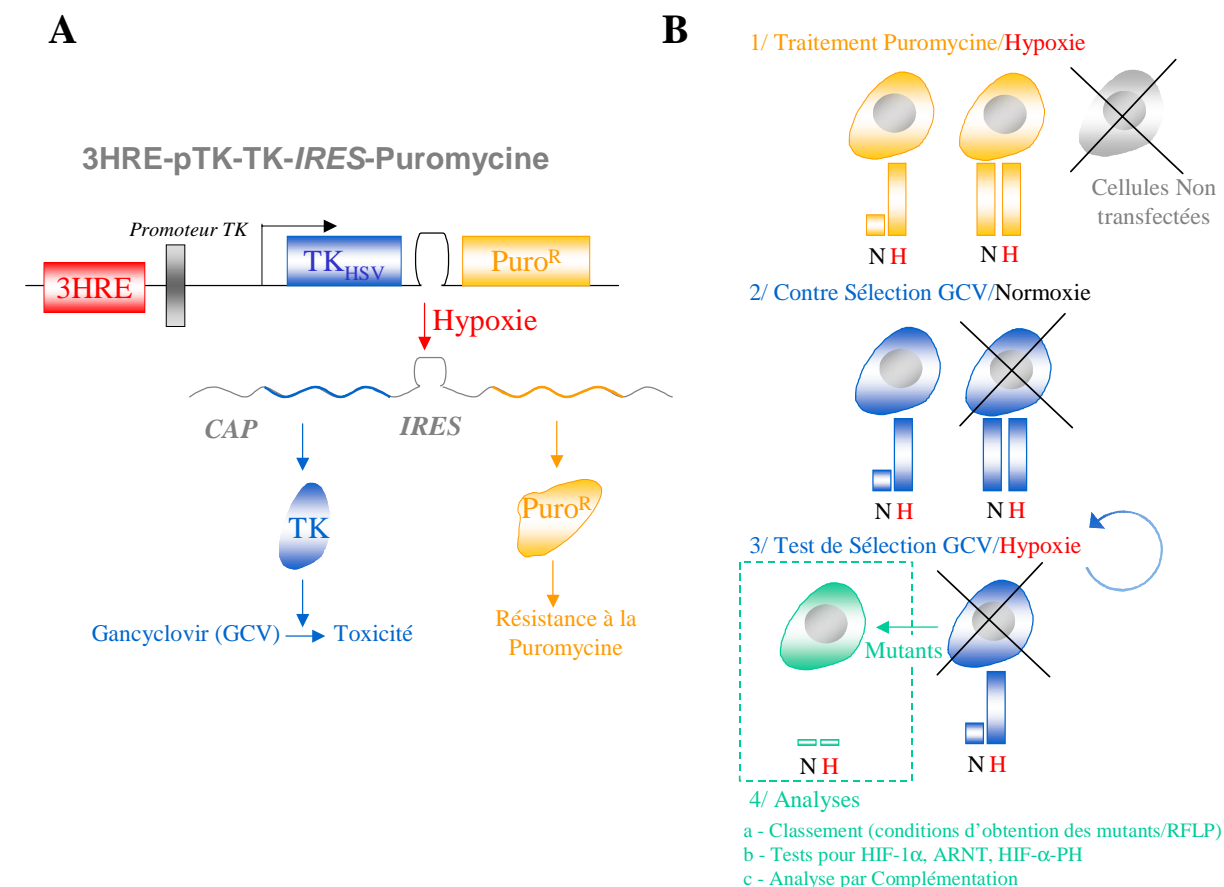 A
3HRE-pTK-TK-IRES-Puromycine
Promoteur TK
3HRE
TKHSV
PuroR
Hypoxie
CAP
IRES
TK
PuroR
Gancyclovir (GCV)
Toxicité
Résistance à la
Puromycine
B
1/ Traitement Puromycine/Hypoxie
Cellules Non
transfectées
N H
N H
2/ Contre Sélection GCV/Normoxie
N H
N H
3/ Test de Sélection GCV/Hypoxie
Mutants
N H
N H
4/ Analyses
a - Classement (conditions d’obtention des mutants/RFLP)
b - Tests pour HIF-1α, ARNT, HIF-α-PH
c - Analyse par Complémentation